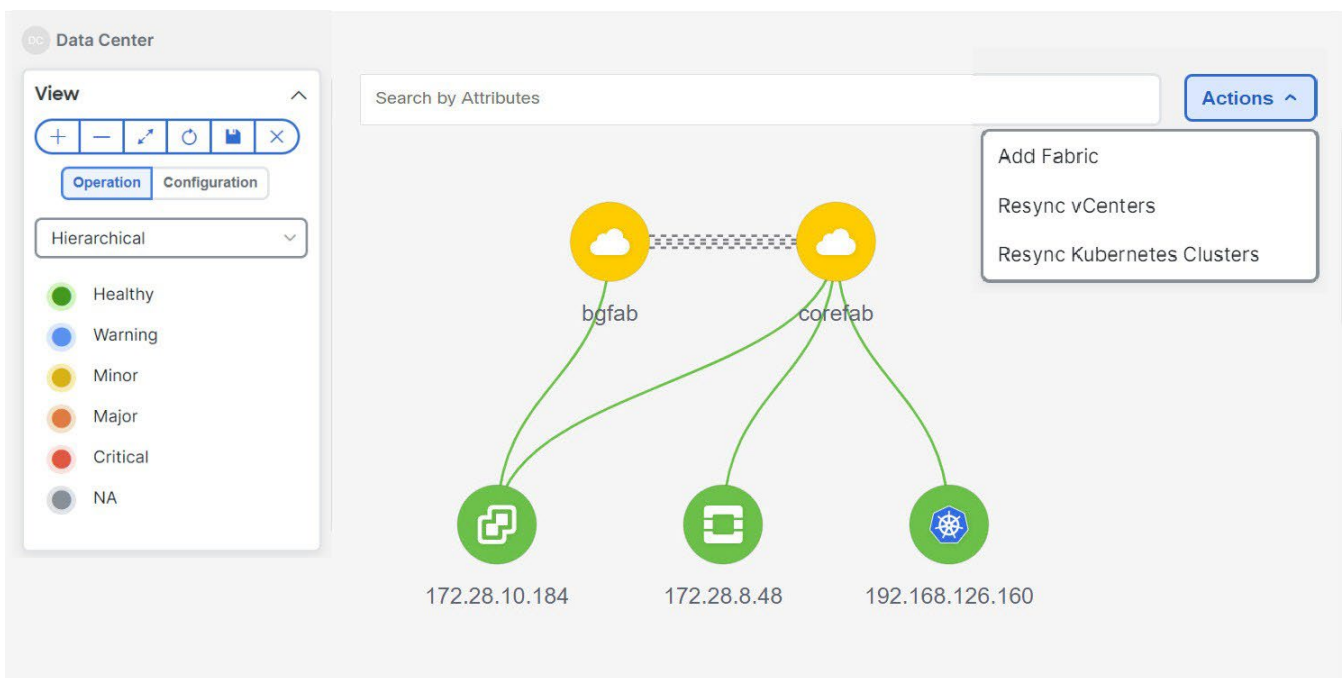 DC Data Center
View
Search by Attributes
Actions
Operation Configuration
Hierarchical
Healthy
Warning
Minor
Major
Critical
NA
Add Fabric
Resync vCenters
Resync Kubernetes Clusters
bgfab
corefab
172.28.10.184
172.28.8.48
192.168.126.160